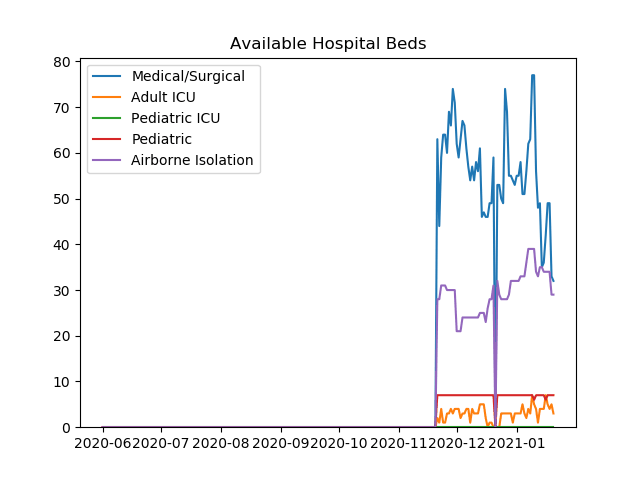 Available Hospital Beds
80
70
60
50
40
30
20
10
0
Medical/Surgical
Adult ICU
Pediatric ICU
Pediatric
Airborne Isolation
2020-06 2020-07 2020-08 2020-09 2020-10 2020-11 2020-12 2021-01